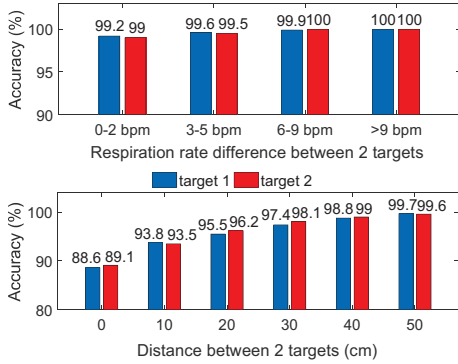 99.2 99 99.6 99.5 99.9 100 100 100
100
95
90
Accuracy (%)
0-2 bpm 3-5 bpm 6-9 bpm >9 bpm
Respiration rate difference between 2 targets
target 1 target 2
88.6 89.1 93.8 93.5 95.5 96.2 97.4 98.1 98.8 99 99.7 99.6
100
90
80
Accuracy (%)
0 10 20 30 40 50
Distance between 2 targets (cm)